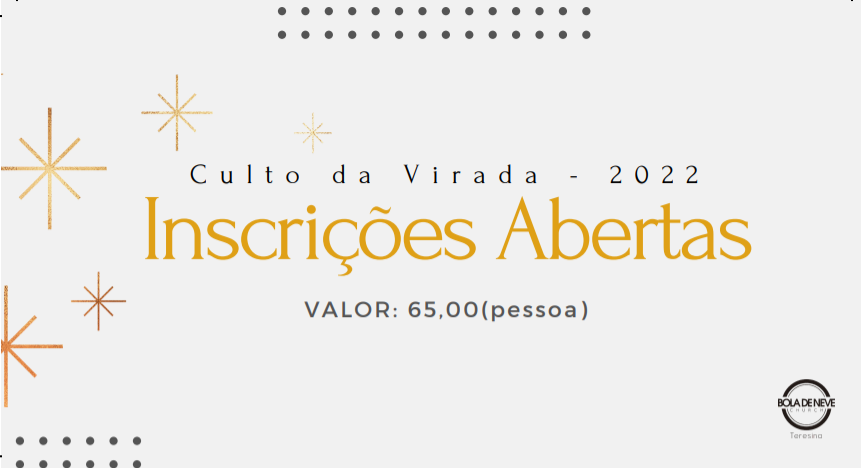 Culto da Virada - 2022
Inscrições Abertas
VALOR: 65,00(pessoa)
BOLA DE NEVE
CHURCH
Teresina